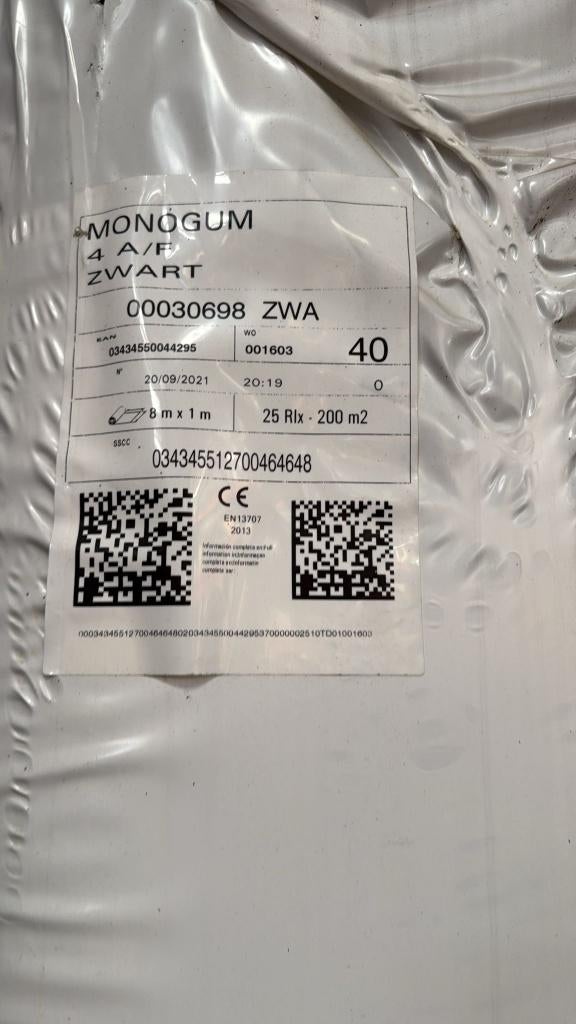 MONOGUM
4 A/F
ZWART
00030698 ZWA
EAN
03434550044295
WO
001603
40
N°
20/09/2021 20:19 0
8 m x 1 m
25 Rlx - 200 m2
SSCC
034345512700464648
CE
EN13707
2013